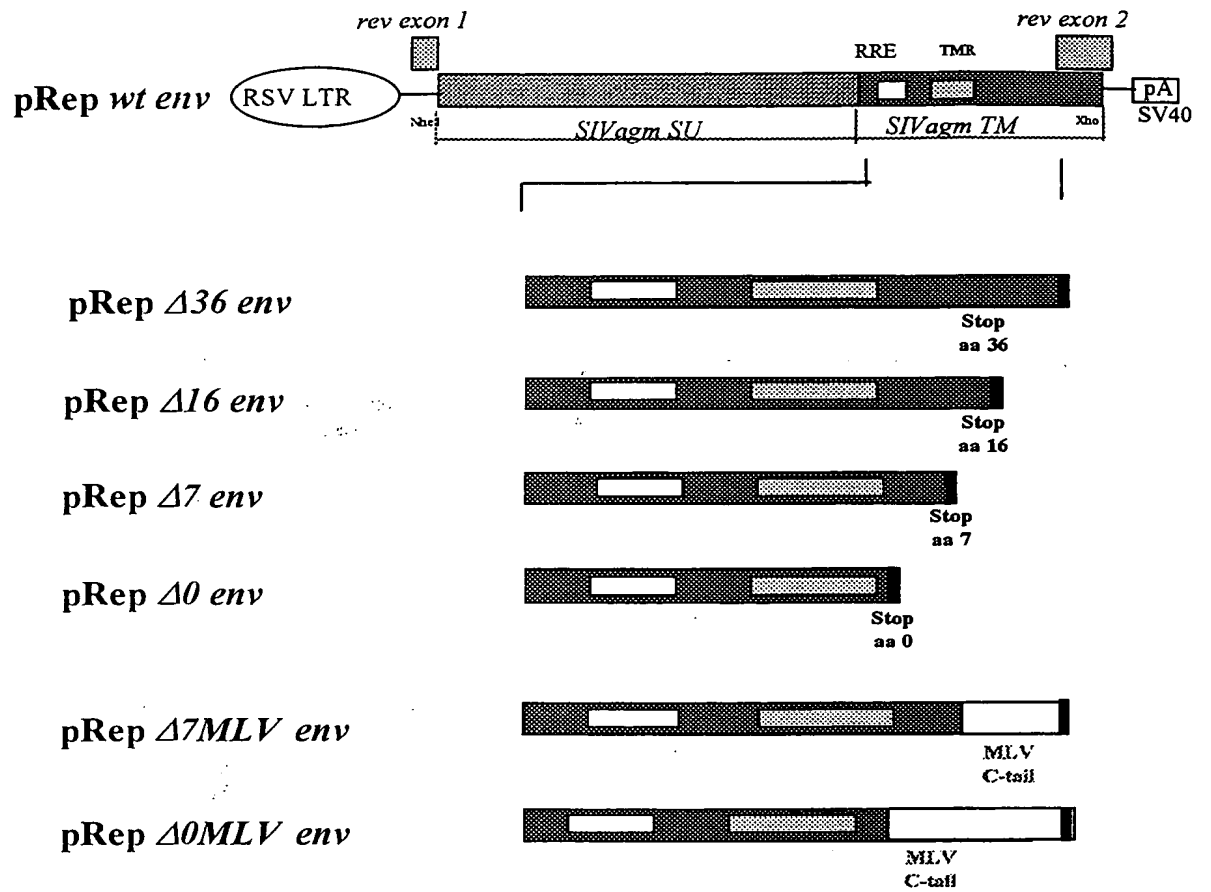 rev exon 1
rev exon 2
RRE
TMR
pRep wt env
RSV LTR
pA
SV40
NheI
SIVagm SU
SIVagm TM
Xho
pRep Δ36 env
Stop
aa 36
pRep Δ16 env
Stop
aa 16
pRep Δ7 env
Stop
aa 7
pRep Δ0 env
Stop
aa 0
pRep Δ7MLV env
MLV
C-tail
pRep Δ0MLV env
MLV
C-tail